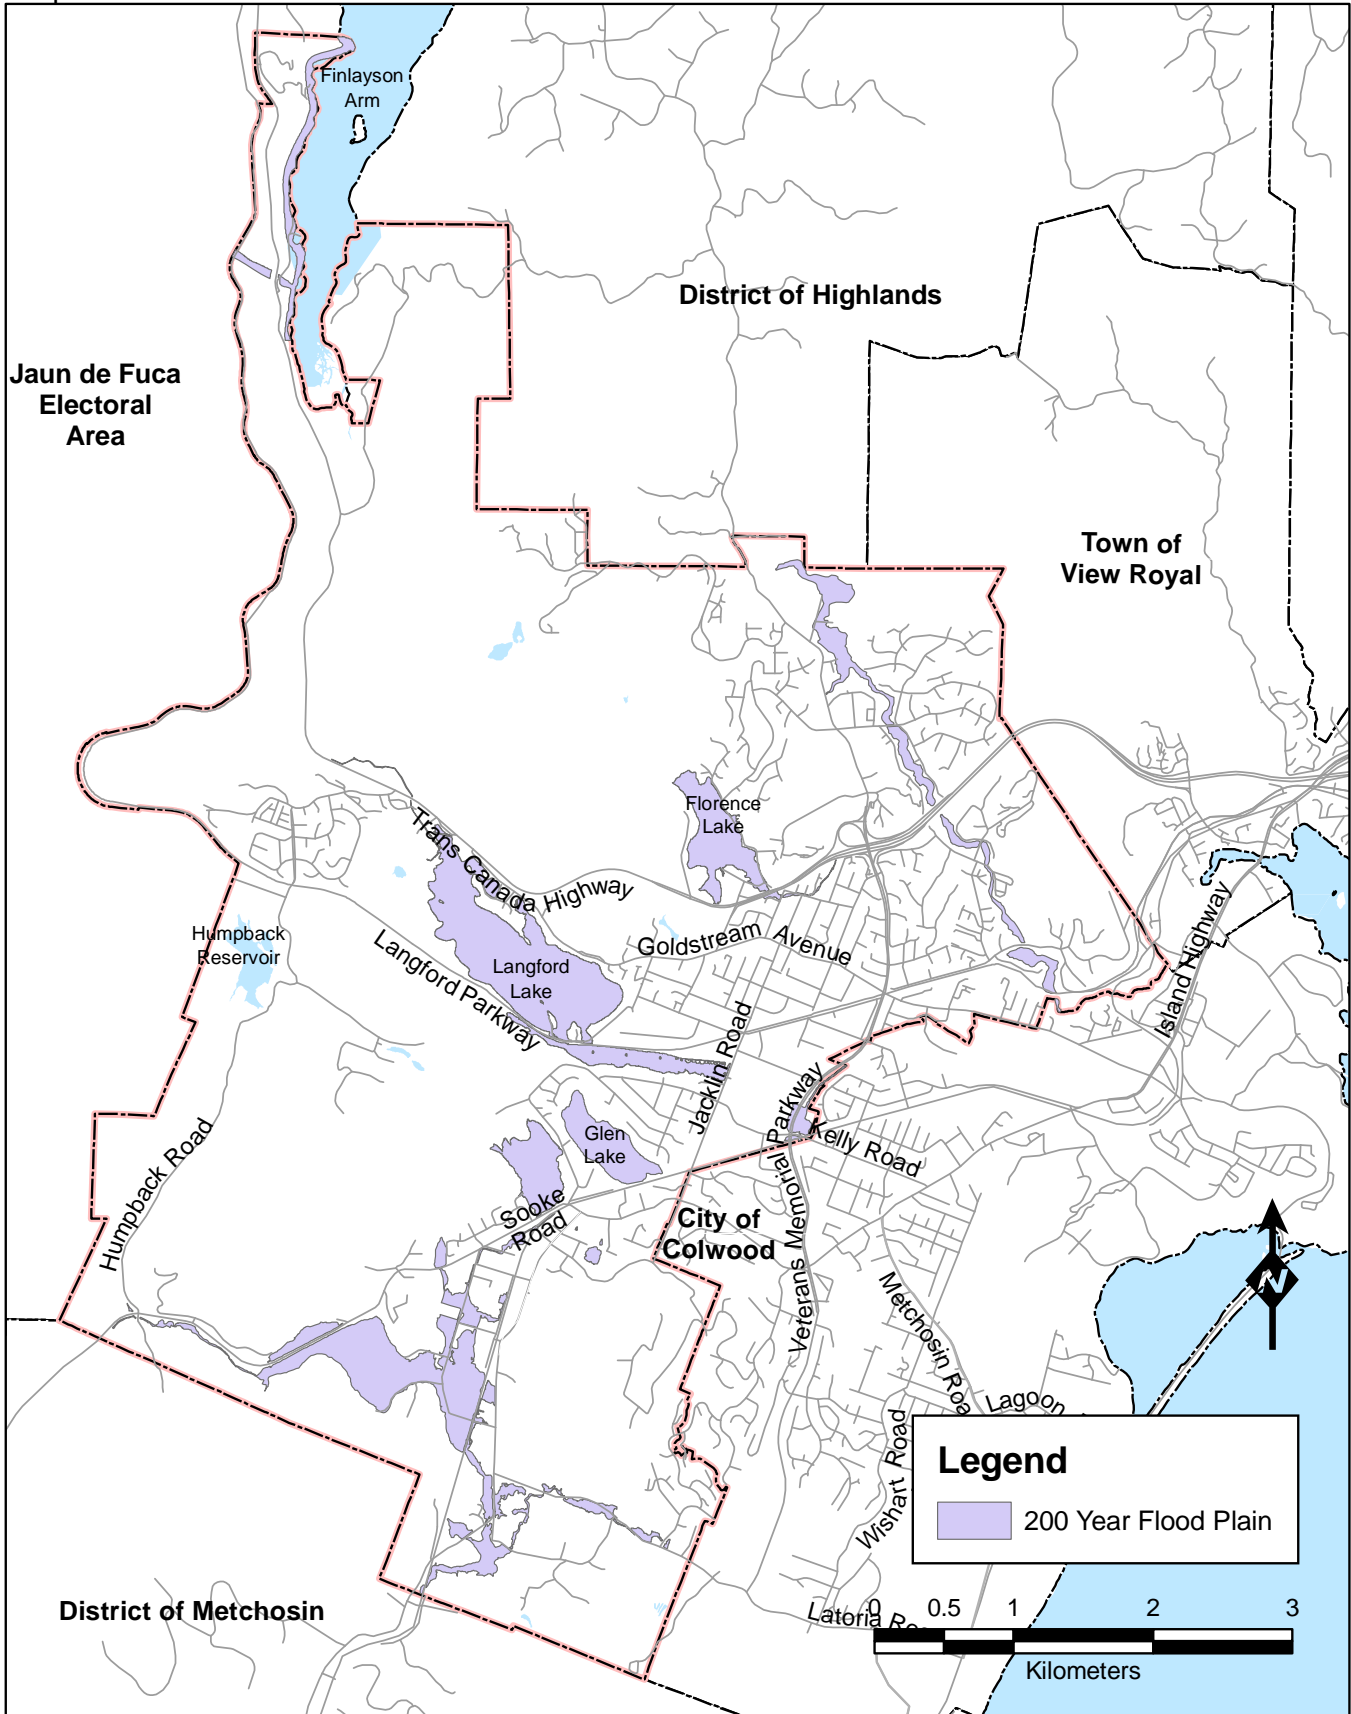 Finlayson
Arm
District of Highlands
Jaun de Fuca
Electoral
Area
Town of
View Royal
Florence
Lake
Trans Canada Highway
Humpback
Reservoir
Langford Parkway
Langford
Lake
Goldstream Avenue
Island Highway
Jacklin Road
Glen
Lake
Veterans Memorial Parkway
Kelly Road
Humpback Road
Sooke
Road
City of
Colwood
Metchosin Roa
Lagoon
Wishart Road
Legend
200 Year Flood Plain
District of Metchosin
Latoria
0 0.5 1 2 3
Kilometers
N